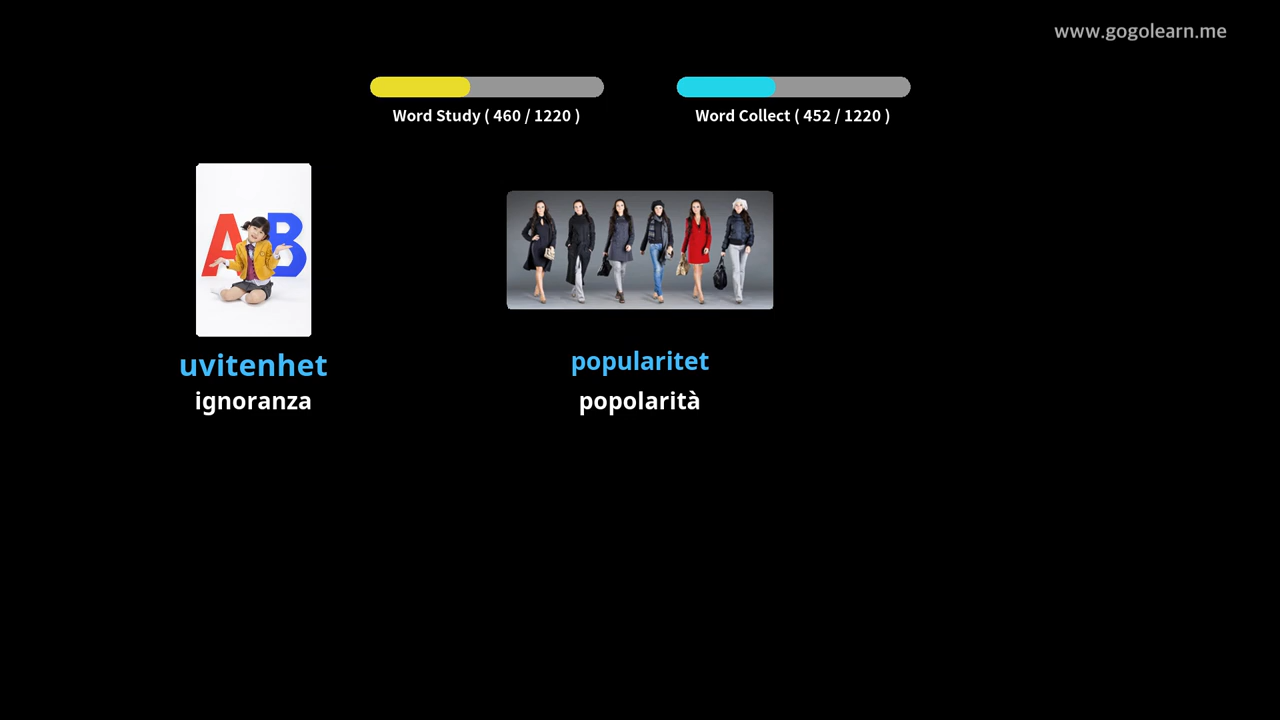 www.gogolearn.me
Word Study ( 460 / 1220 )
Word Collect ( 452 / 1220 )
A B
uvitenhet
ignoranza
popularitet
popolarità